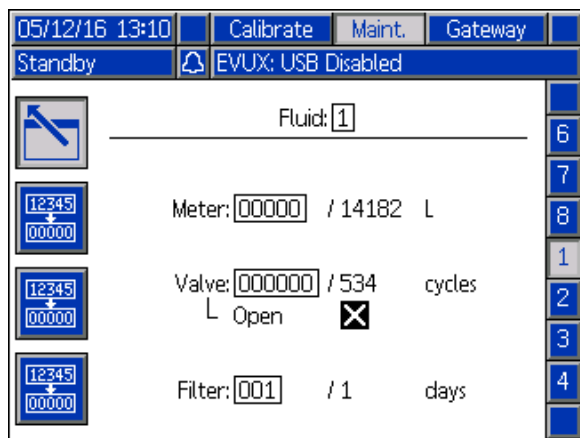 05/12/16 13:10 Calibrate Maint. Gateway
Standby EVUX: USB Disabled
Fluid: 1
6
7
12345
00000
Meter: 00000 / 14182 L
8
1
12345
00000
Valve: 000000 / 534 cycles
2
Open
3
12345
00000
Filter: 001 / 1 days
4